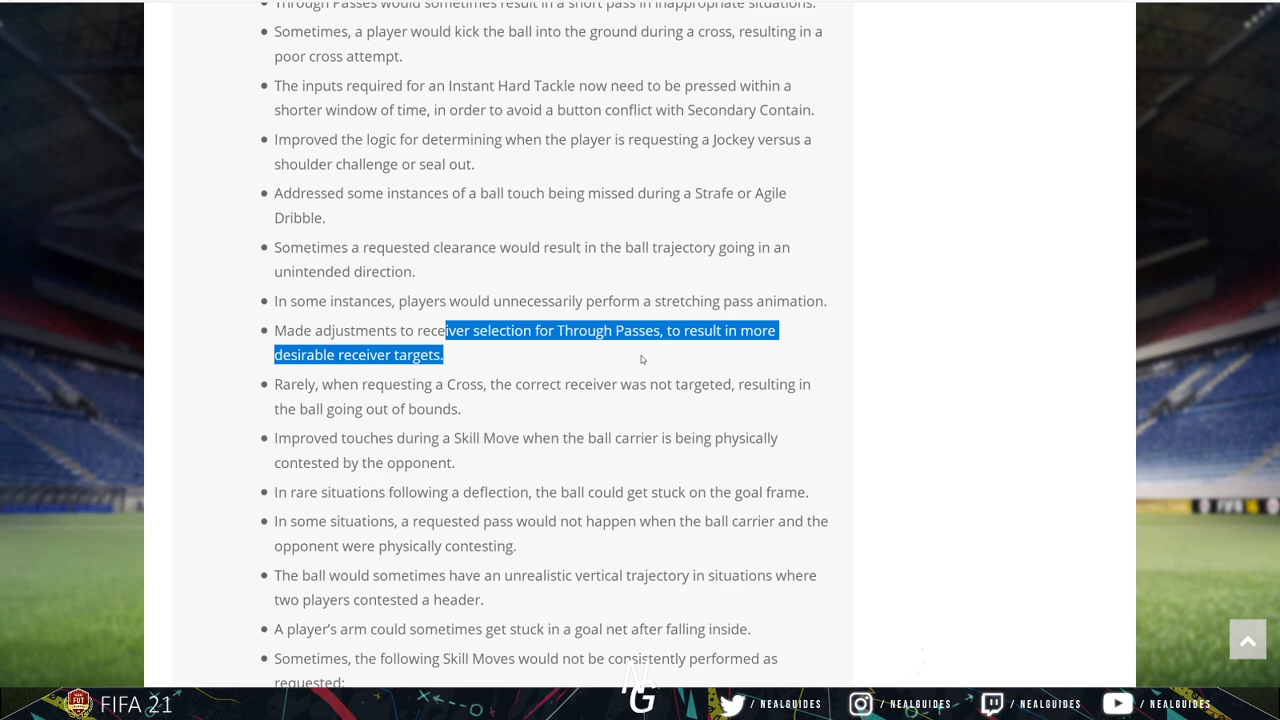 Through Passes would sometimes result in a short pass in inappropriate situations.
Sometimes, a player would kick the ball into the ground during a cross, resulting in a
poor cross attempt.
The inputs required for an Instant Hard Tackle now need to be pressed within a
shorter window of time, in order to avoid a button conflict with Secondary Contain.
Improved the logic for determining when the player is requesting a Jockey versus a
shoulder challenge or seal out.
Addressed some instances of a ball touch being missed during a Strafe or Agile
Dribble.
Sometimes a requested clearance would result in the ball trajectory going in an
unintended direction.
In some instances, players would unnecessarily perform a stretching pass animation.
Made adjustments to receiver selection for Through Passes, to result in more
desirable receiver targets.
Rarely, when requesting a Cross, the correct receiver was not targeted, resulting in
the ball going out of bounds.
Improved touches during a Skill Move when the ball carrier is being physically
contested by the opponent.
In rare situations following a deflection, the ball could get stuck on the goal frame.
In some situations, a requested pass would not happen when the ball carrier and the
opponent were physically contesting.
The ball would sometimes have an unrealistic vertical trajectory in situations where
two players contested a header.
A player’s arm could sometimes get stuck in a goal net after falling inside.
Sometimes, the following Skill Moves would not be consistently performed as
requested:
FIFA 21
NG
/ NEALGUIDES
/ NEALGUIDES
/ NEALGUIDES
/ NEALGUIDES